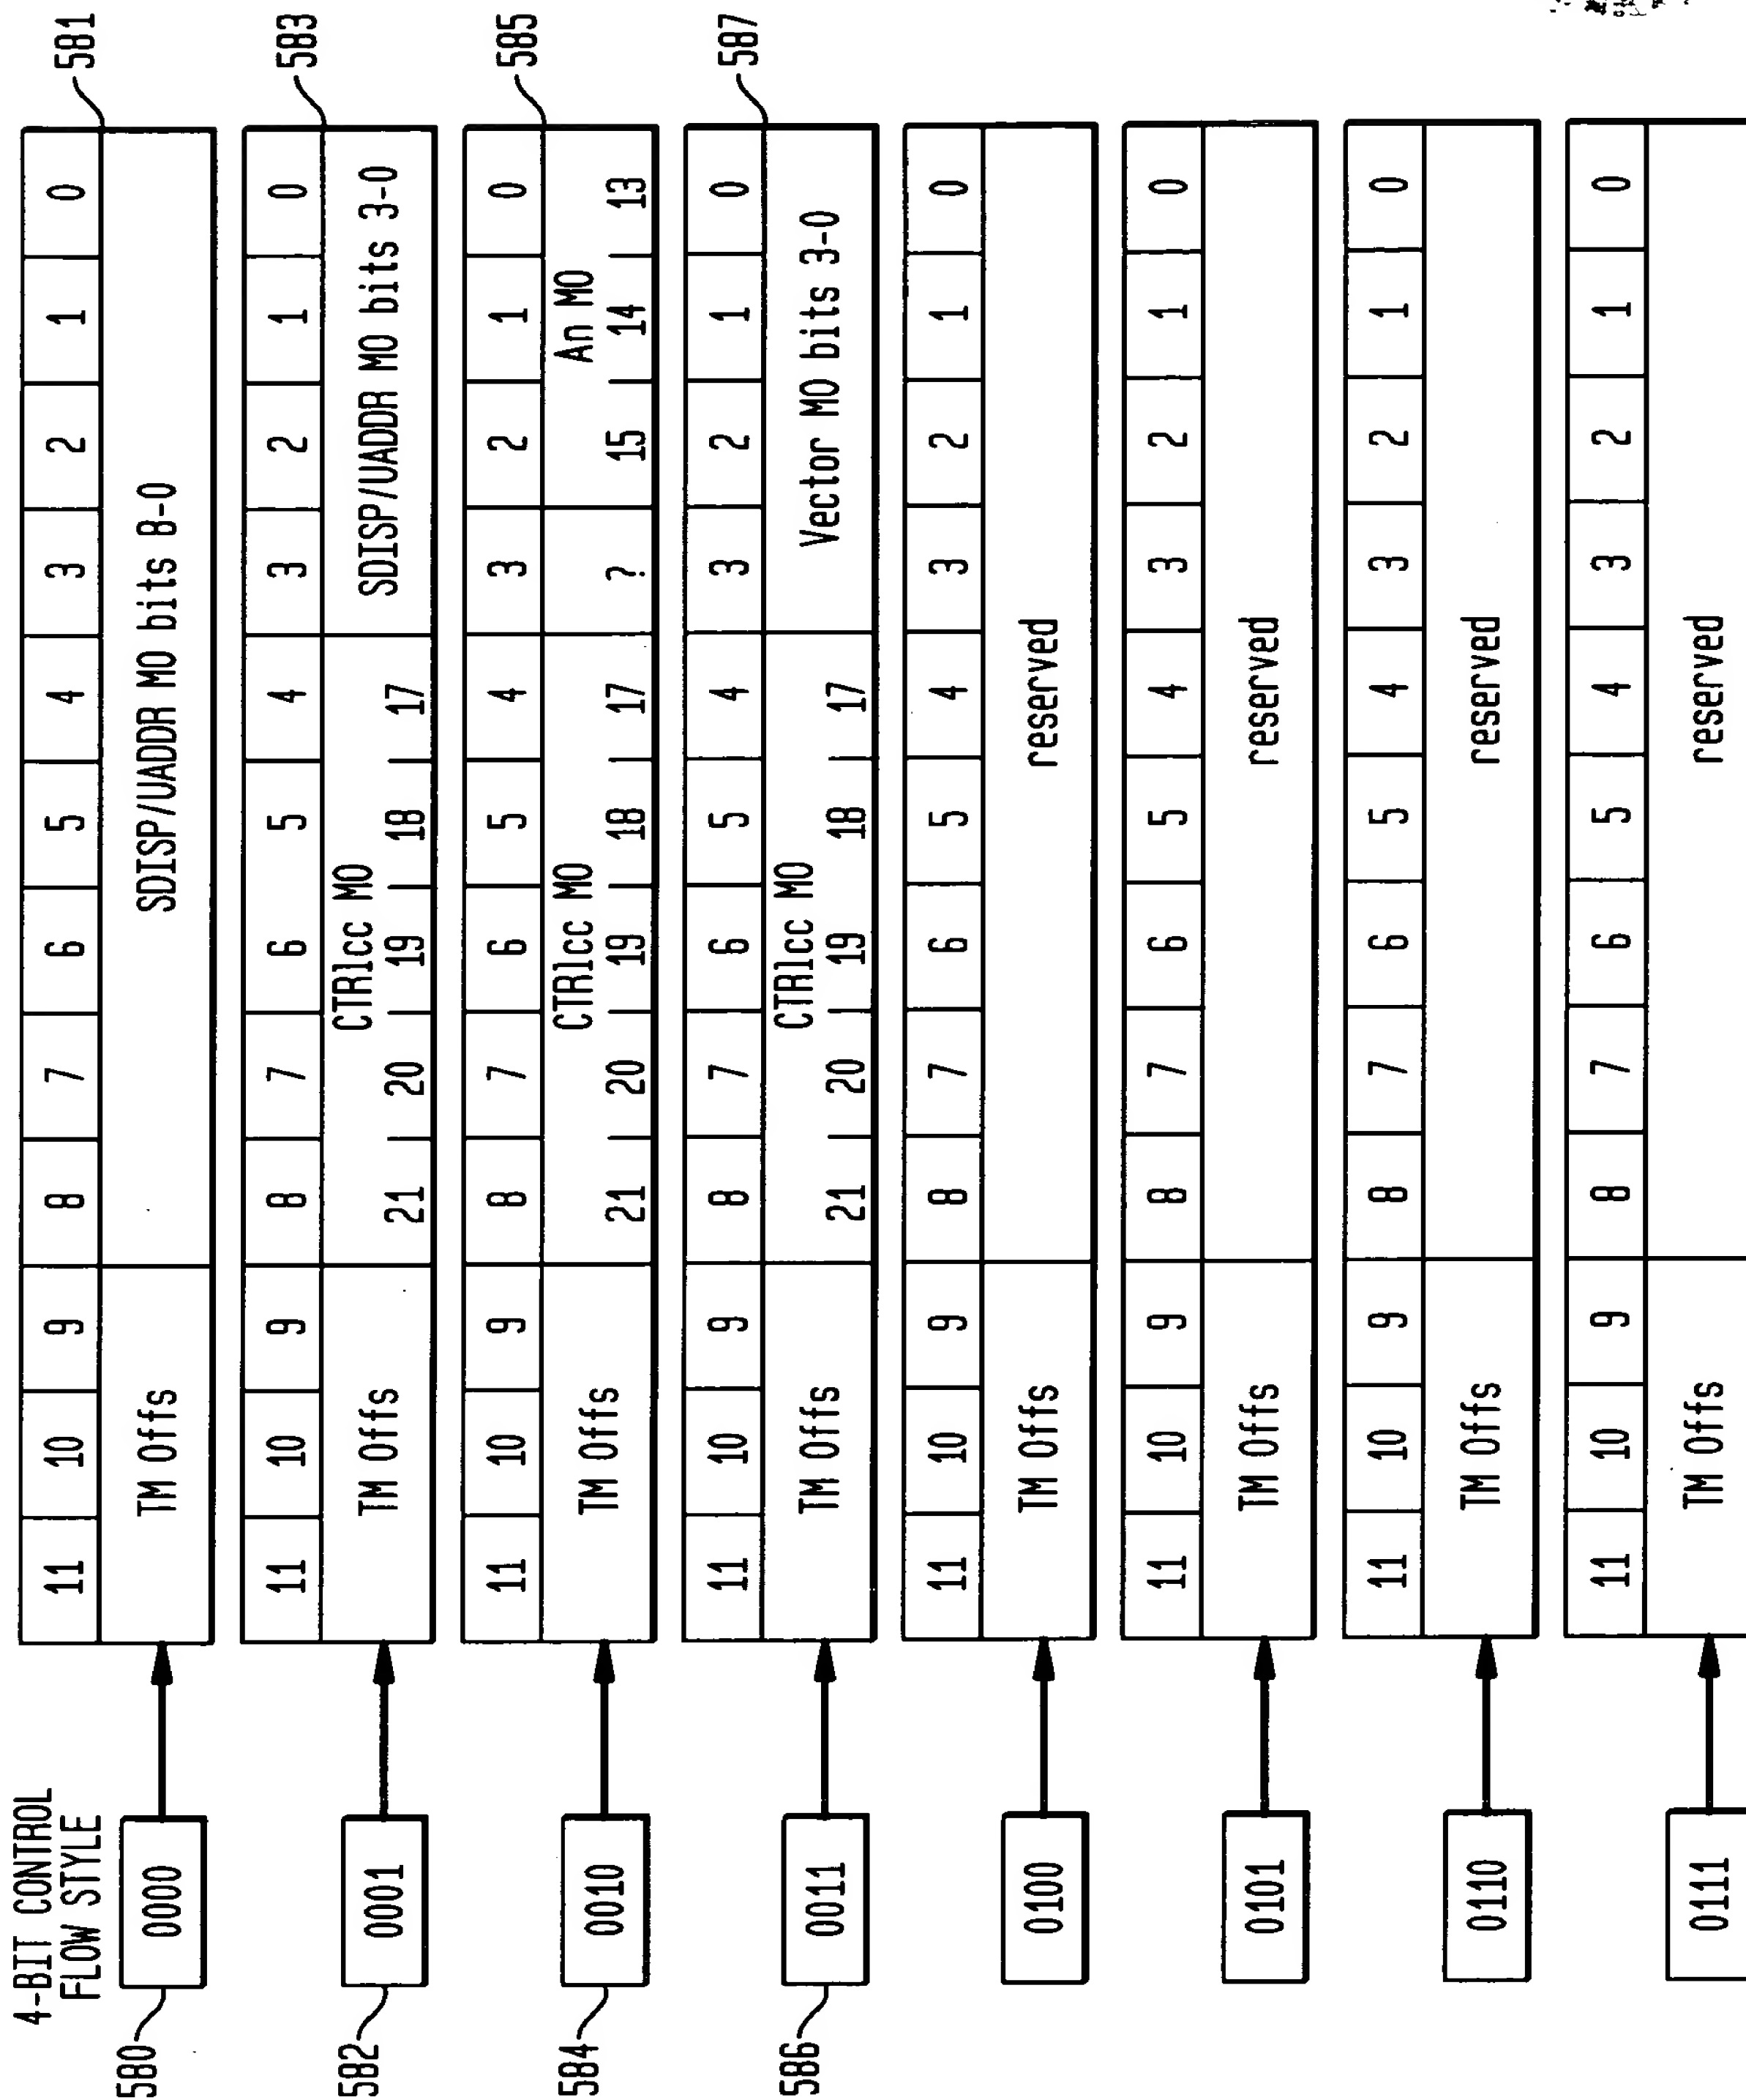 4-BIT CONTROL
FLOW STYLE
580
0000
11 10 9 8 7 6 5 4 3 2 1 0
581
TM Offs SDISP/UADDR MO bits 8-0
582
0001
11 10 9 8 7 6 5 4 3 2 1 0
583
TM Offs CTRlcc MO SDISP/UADDR MO bits 3-0
21 20 19 18 17
584
0010
11 10 9 8 7 6 5 4 3 2 1 0
585
TM Offs CTRlcc MO An MO
21 20 19 18 17 ? 15 14 13
586
0011
11 10 9 8 7 6 5 4 3 2 1 0
587
TM Offs CTRlcc MO Vector MO bits 3-0
21 20 19 18 17
0100
11 10 9 8 7 6 5 4 3 2 1 0
TM Offs reserved
0101
11 10 9 8 7 6 5 4 3 2 1 0
TM Offs reserved
0110
11 10 9 8 7 6 5 4 3 2 1 0
TM Offs reserved
0111
11 10 9 8 7 6 5 4 3 2 1 0
TM Offs reserved